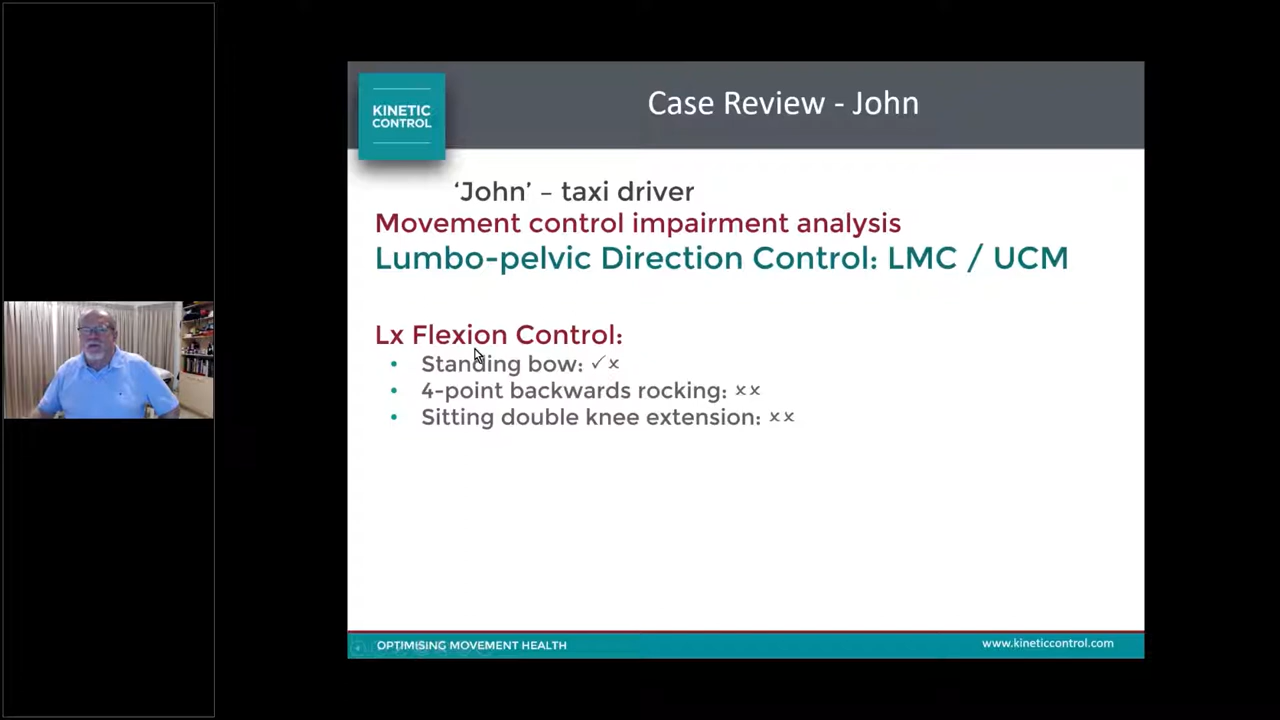 KINETIC
CONTROL
Case Review - John
‘John’ – taxi driver
Movement control impairment analysis
Lumbo-pelvic Direction Control: LMC / UCM
Lx Flexion Control:
• Standing bow: ✓×
• 4-point backwards rocking: ××
• Sitting double knee extension: ××
OPTIMISING MOVEMENT HEALTH
www.kineticcontrol.com